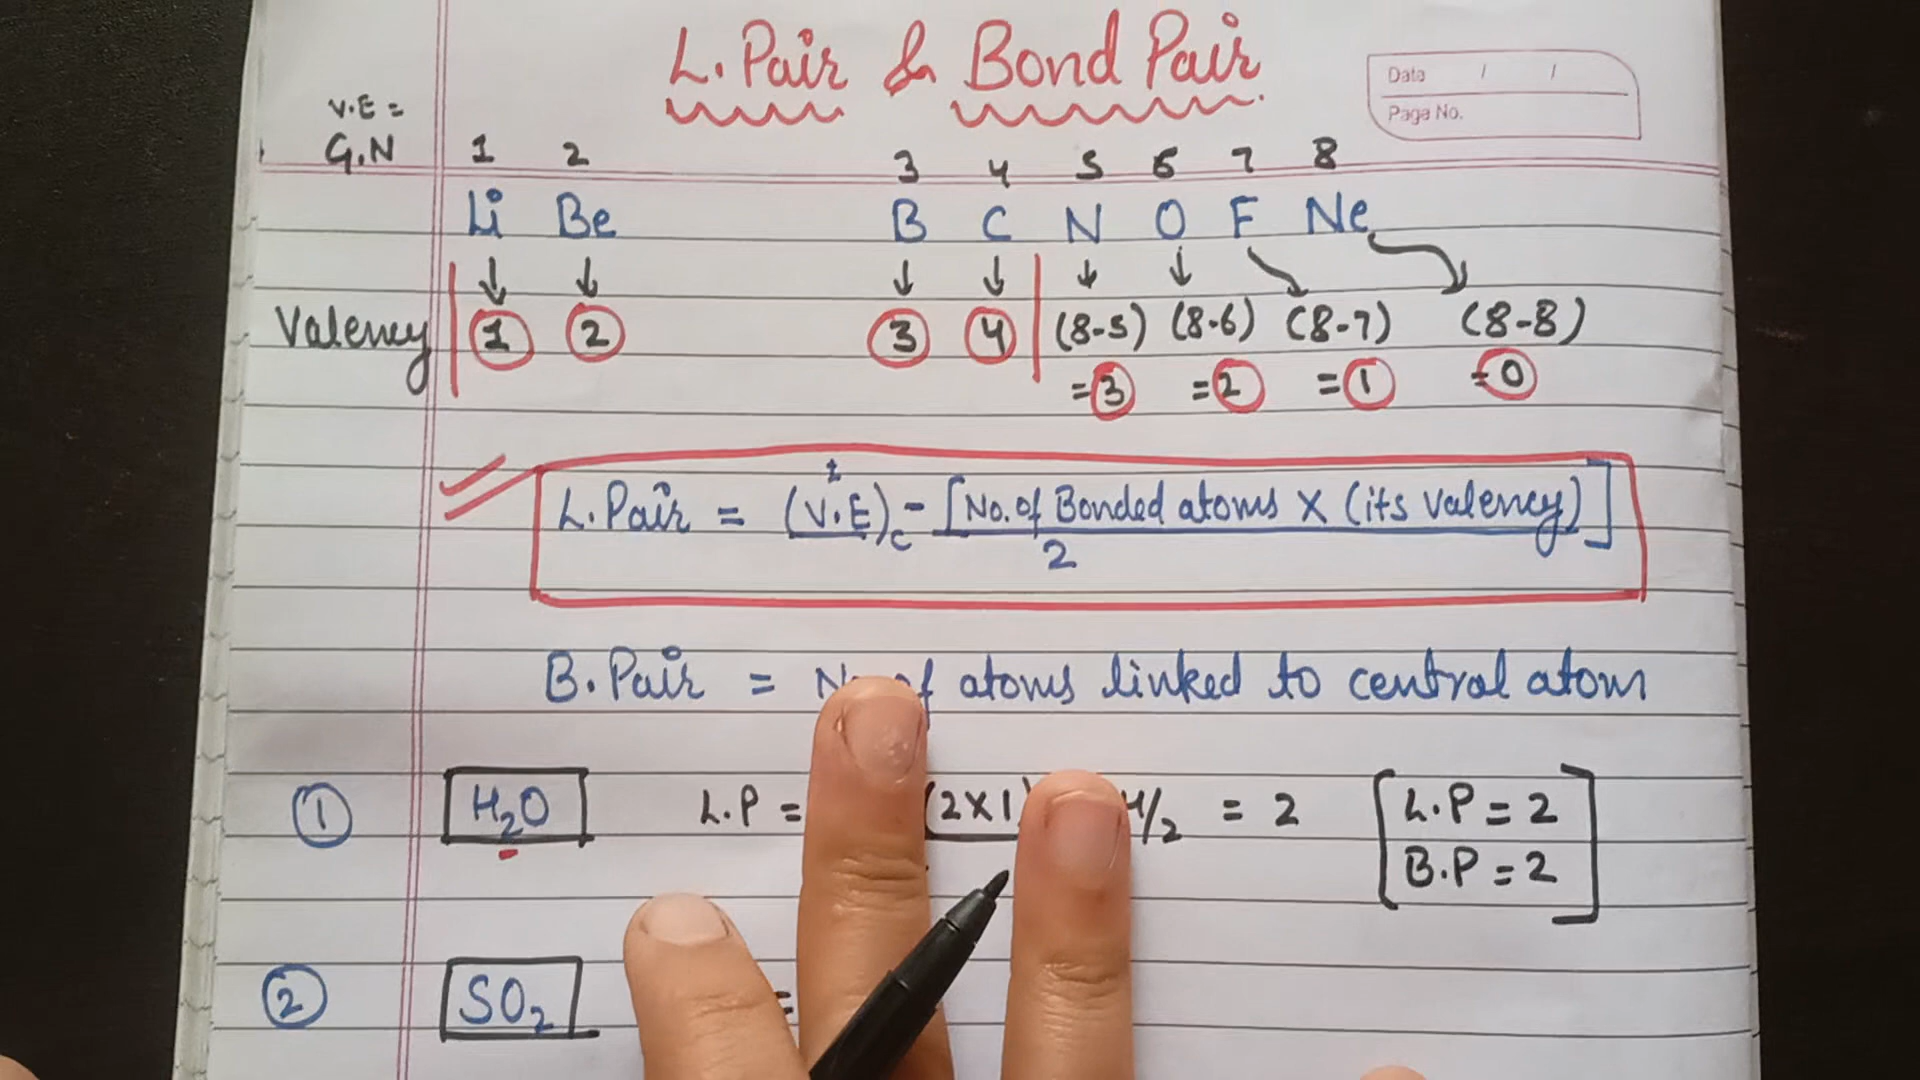 L.Pair & Bond Pair
Date / /
Page No.
V.E =
G.N 1 2 3 4 5 6 7 8
Li Be B C N O F Ne
Valency 1 2 3 4 (8-5) (8-6) (8-7) (8-8)
=3 =2 =1 =0
L.Pair = (V.E)c - [No. of Bonded atoms X (its valency)]
2
B.Pair = of atoms linked to central atom
1 H₂O L.P = (2X1) 4/2 = 2 [L.P = 2
B.P = 2]
2 SO₂ =